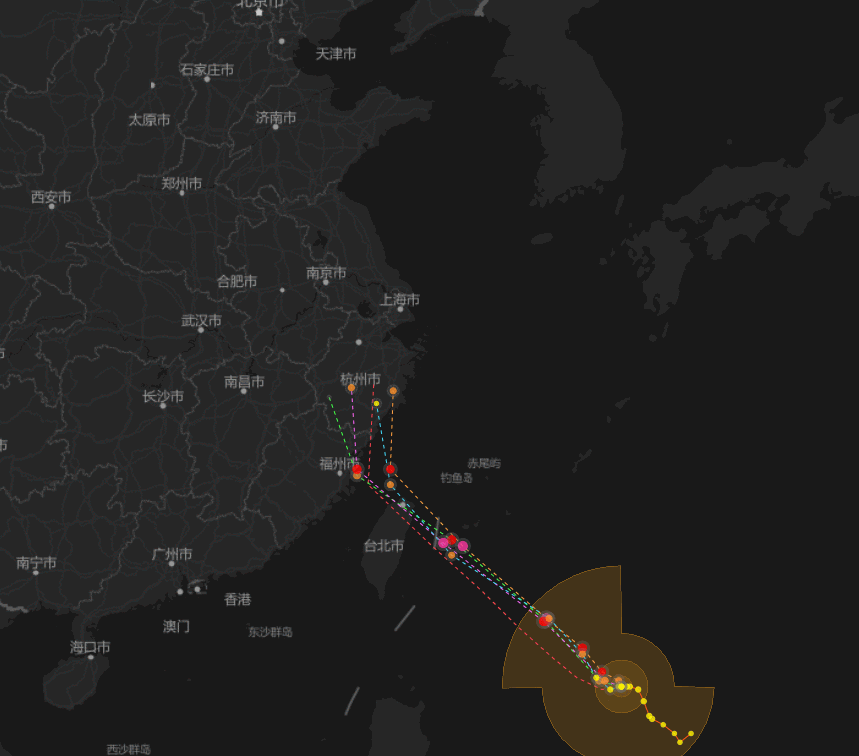 北京市
天津市
石家庄市
太原市
济南市
郑州市
西安市
南京市
合肥市
上海市
武汉市
杭州市
南昌市
长沙市
福州市
赤尾屿
钓鱼岛
台北市
广州市
南宁市
香港
澳门
东沙群岛
海口市
西沙群岛